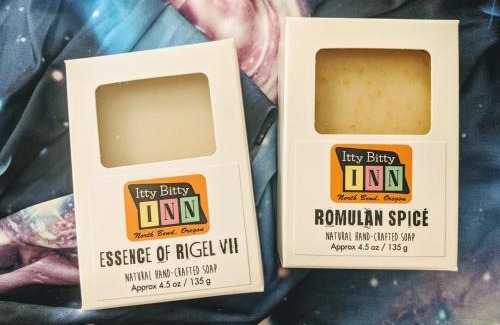 Itty Bitty
INN
North Bend, Oregon
ESSENCE OF RIGEL VII
NATURAL HAND-CRAFTED SOAP
Approx 4.5 oz / 135 g
Itty Bitty
INN
North Bend, Oregon
ROMULAN SPICÉ
NATURAL HAND-CRAFTED SOAP
Approx 4.5 oz / 135 g